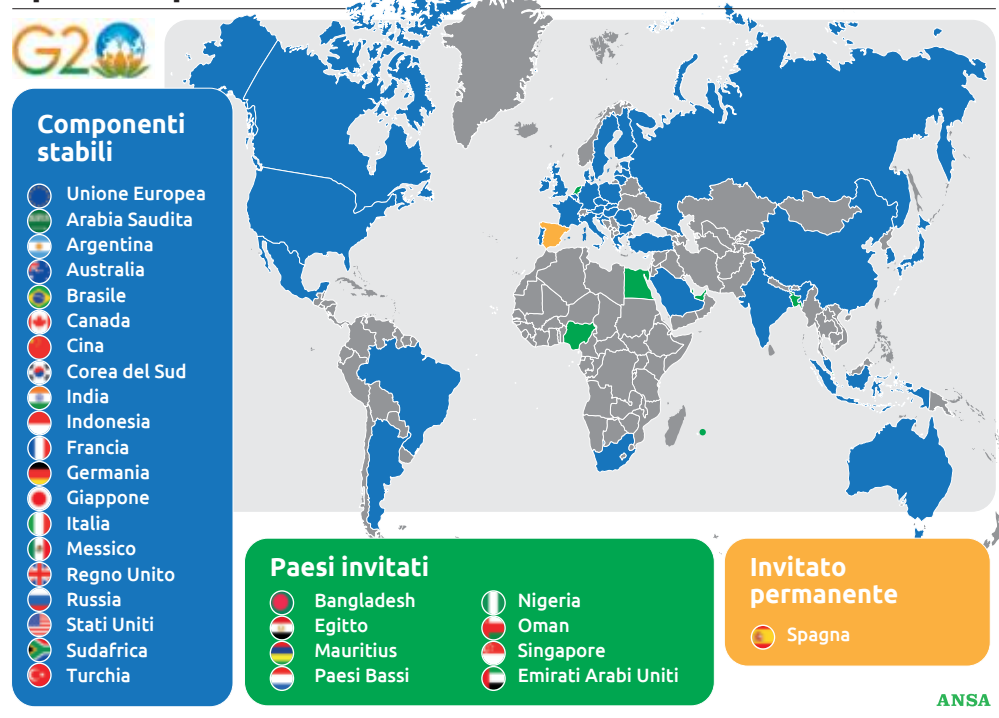 G20
Componenti
stabili
Unione Europea
Arabia Saudita
Argentina
Australia
Brasile
Canada
Cina
Corea del Sud
India
Indonesia
Francia
Germania
Giappone
Italia
Messico
Regno Unito
Russia
Stati Uniti
Sudafrica
Turchia
Paesi invitati
Bangladesh
Egitto
Mauritius
Paesi Bassi
Nigeria
Oman
Singapore
Emirati Arabi Uniti
Invitato
permanente
Spagna
ANSA